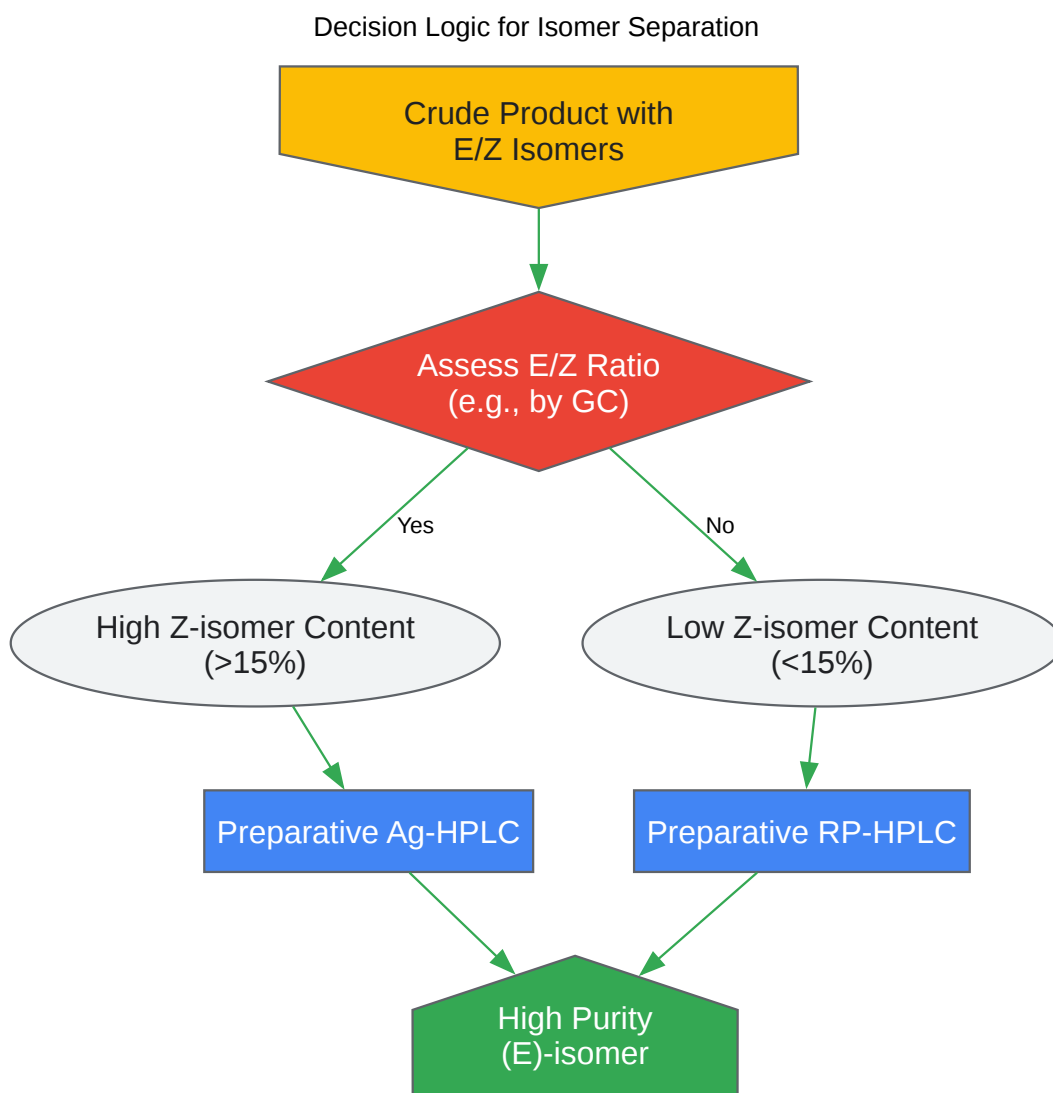 Decision Logic for Isomer Separation
Crude Product with
E/Z Isomers
Assess E/Z Ratio
(e.g., by GC)
Yes
No
High Z-isomer Content
(>15%)
Low Z-isomer Content
(<15%)
Preparative Ag-HPLC
Preparative RP-HPLC
High Purity
(E)-isomer